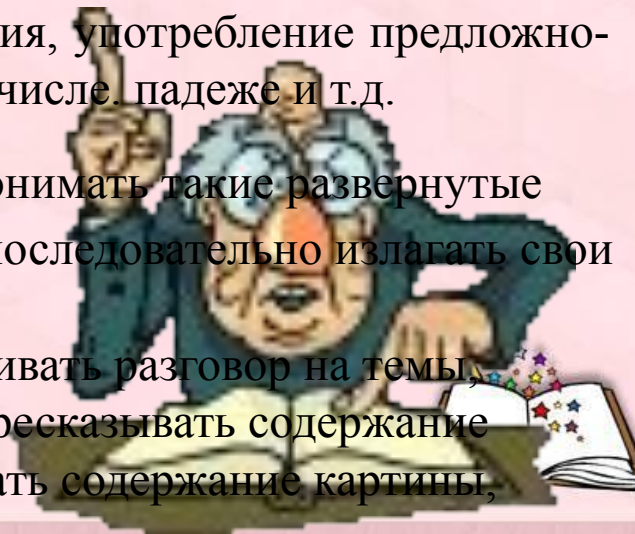 ия, употребление предложно-
числе. падеже и т.д.
онимать такие развернутые
последовательно излагать свои
ивать разговор на темы,
ресказывать содержание
ать содержание картины,